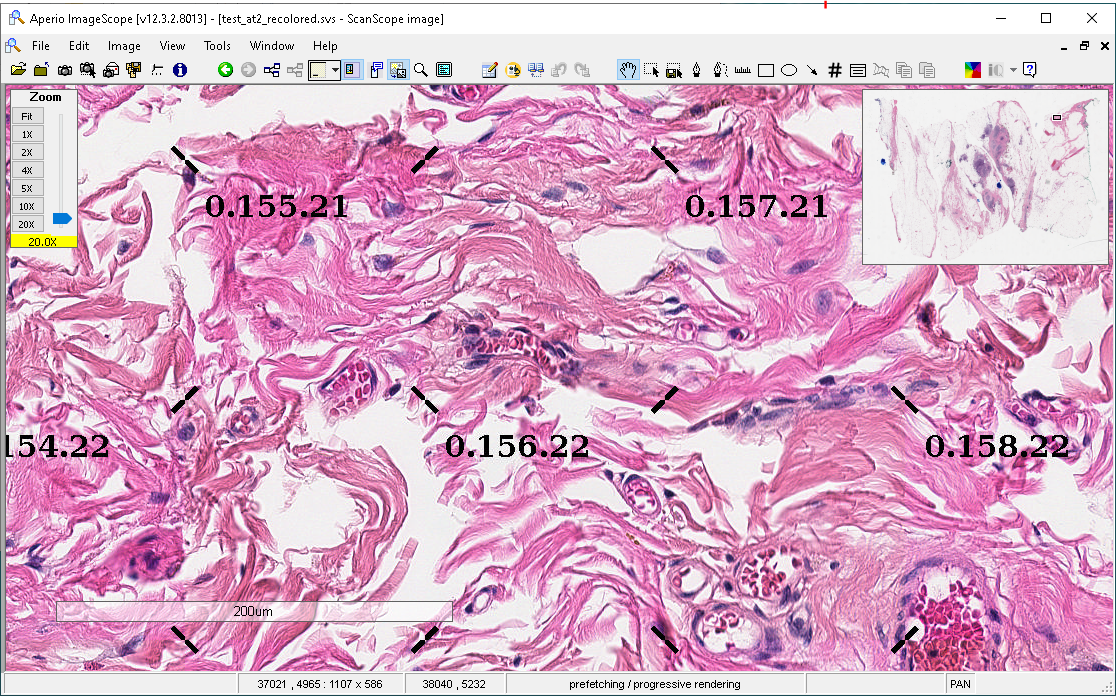 Aperio ImageScope [v12.3.2.8013] - [test_at2_recolored.svs - ScanScope image]
File Edit Image View Tools Window Help
Zoom
Fit
1X
2X
4X
5X
10X
20X
20.0X
0.155.21
0.157.21
154.22
0.156.22
0.158.22
200um
37021 , 4965 : 1107 x 586
38040 , 5232
prefetching / progressive rendering
PAN